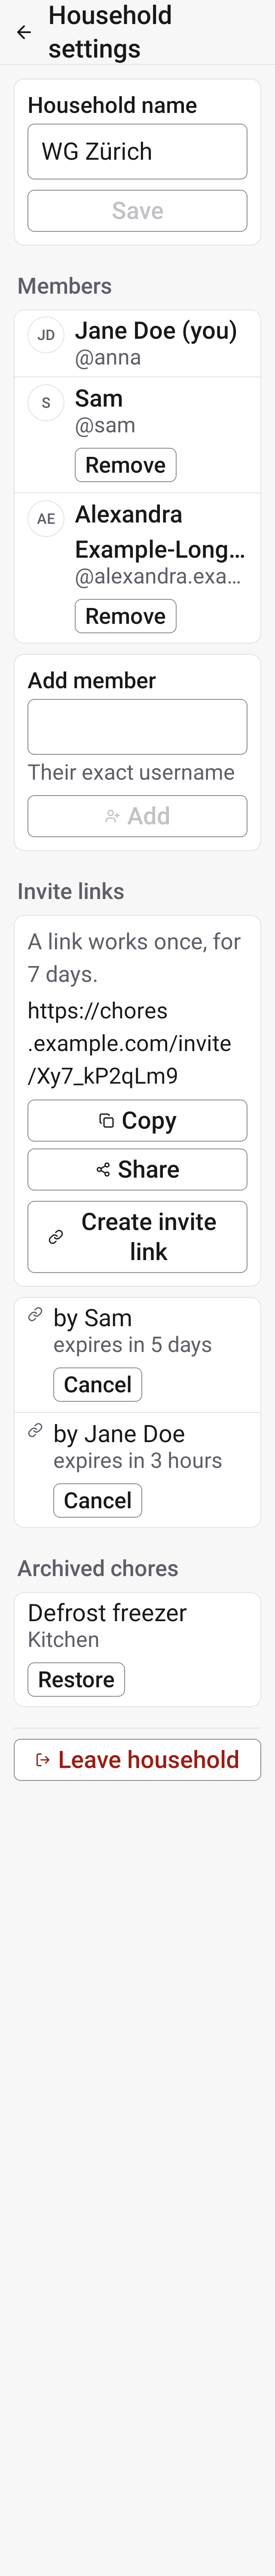 Household
settings
Household name
WG Zürich
Save
Members
JD
Jane Doe (you)
@anna
S
Sam
@sam
Remove
AE
Alexandra
Example-Long…
@alexandra.exa…
Remove
Add member
Their exact username
Add
Invite links
A link works once, for
7 days.
https://chores
.example.com/invite
/Xy7_kP2qLm9
Copy
Share
Create invite
link
by Sam
expires in 5 days
Cancel
by Jane Doe
expires in 3 hours
Cancel
Archived chores
Defrost freezer
Kitchen
Restore
Leave household